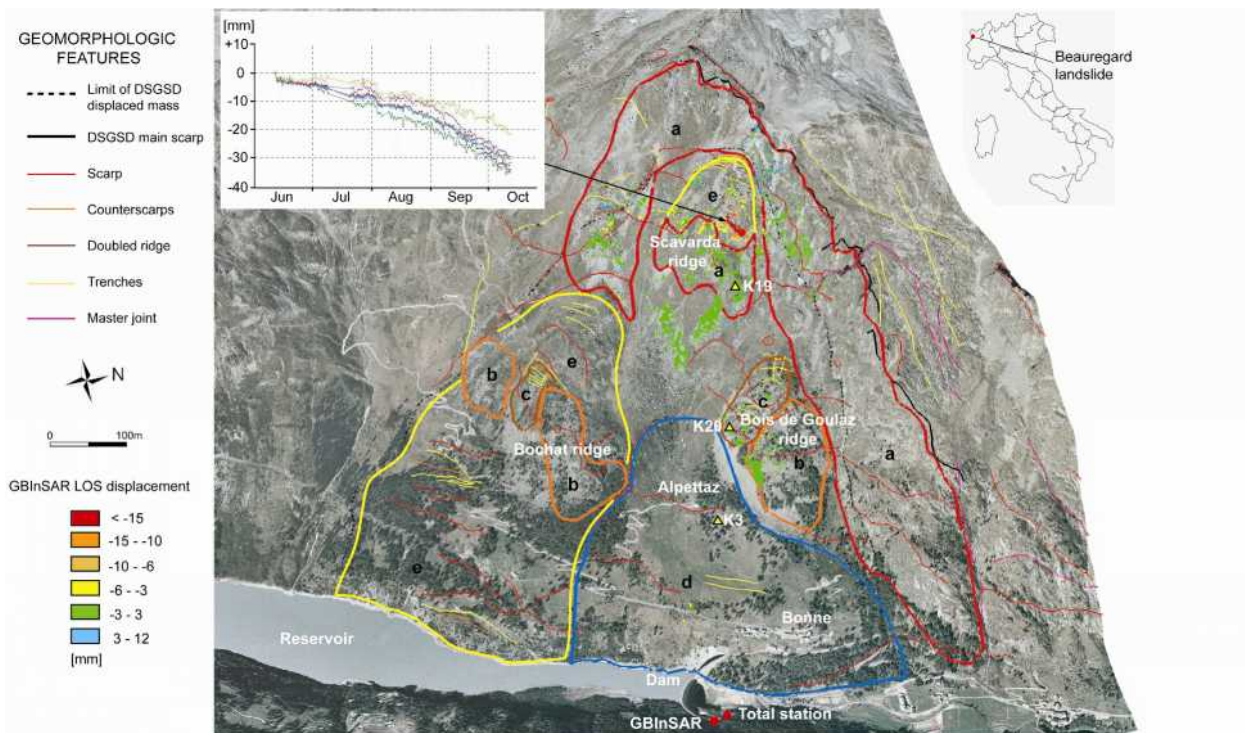 GEOMORPHOLOGIC
FEATURES
Limit of DSGSD
displaced mass
DSGSD main scarp
Scarp
Counterscarps
Doubled ridge
Trenches
Master joint
N
0 100m
GBInSAR LOS displacement
< -15
-15 - -10
-10 - -6
-6 - -3
-3 - 3
3 - 12
[mm]
[mm]
+10
0
-10
-20
-30
-40
Jun Jul Aug Sep Oct
Beauregard
landslide
a
e
Scavarda
ridge
a
K19
e
b
c
c
K20
Bois de Goulaz
ridge
Bochat ridge
b
a
b
Alpettaz
K3
e
d
Bonne
Reservoir
Dam
Total station
GBInSAR